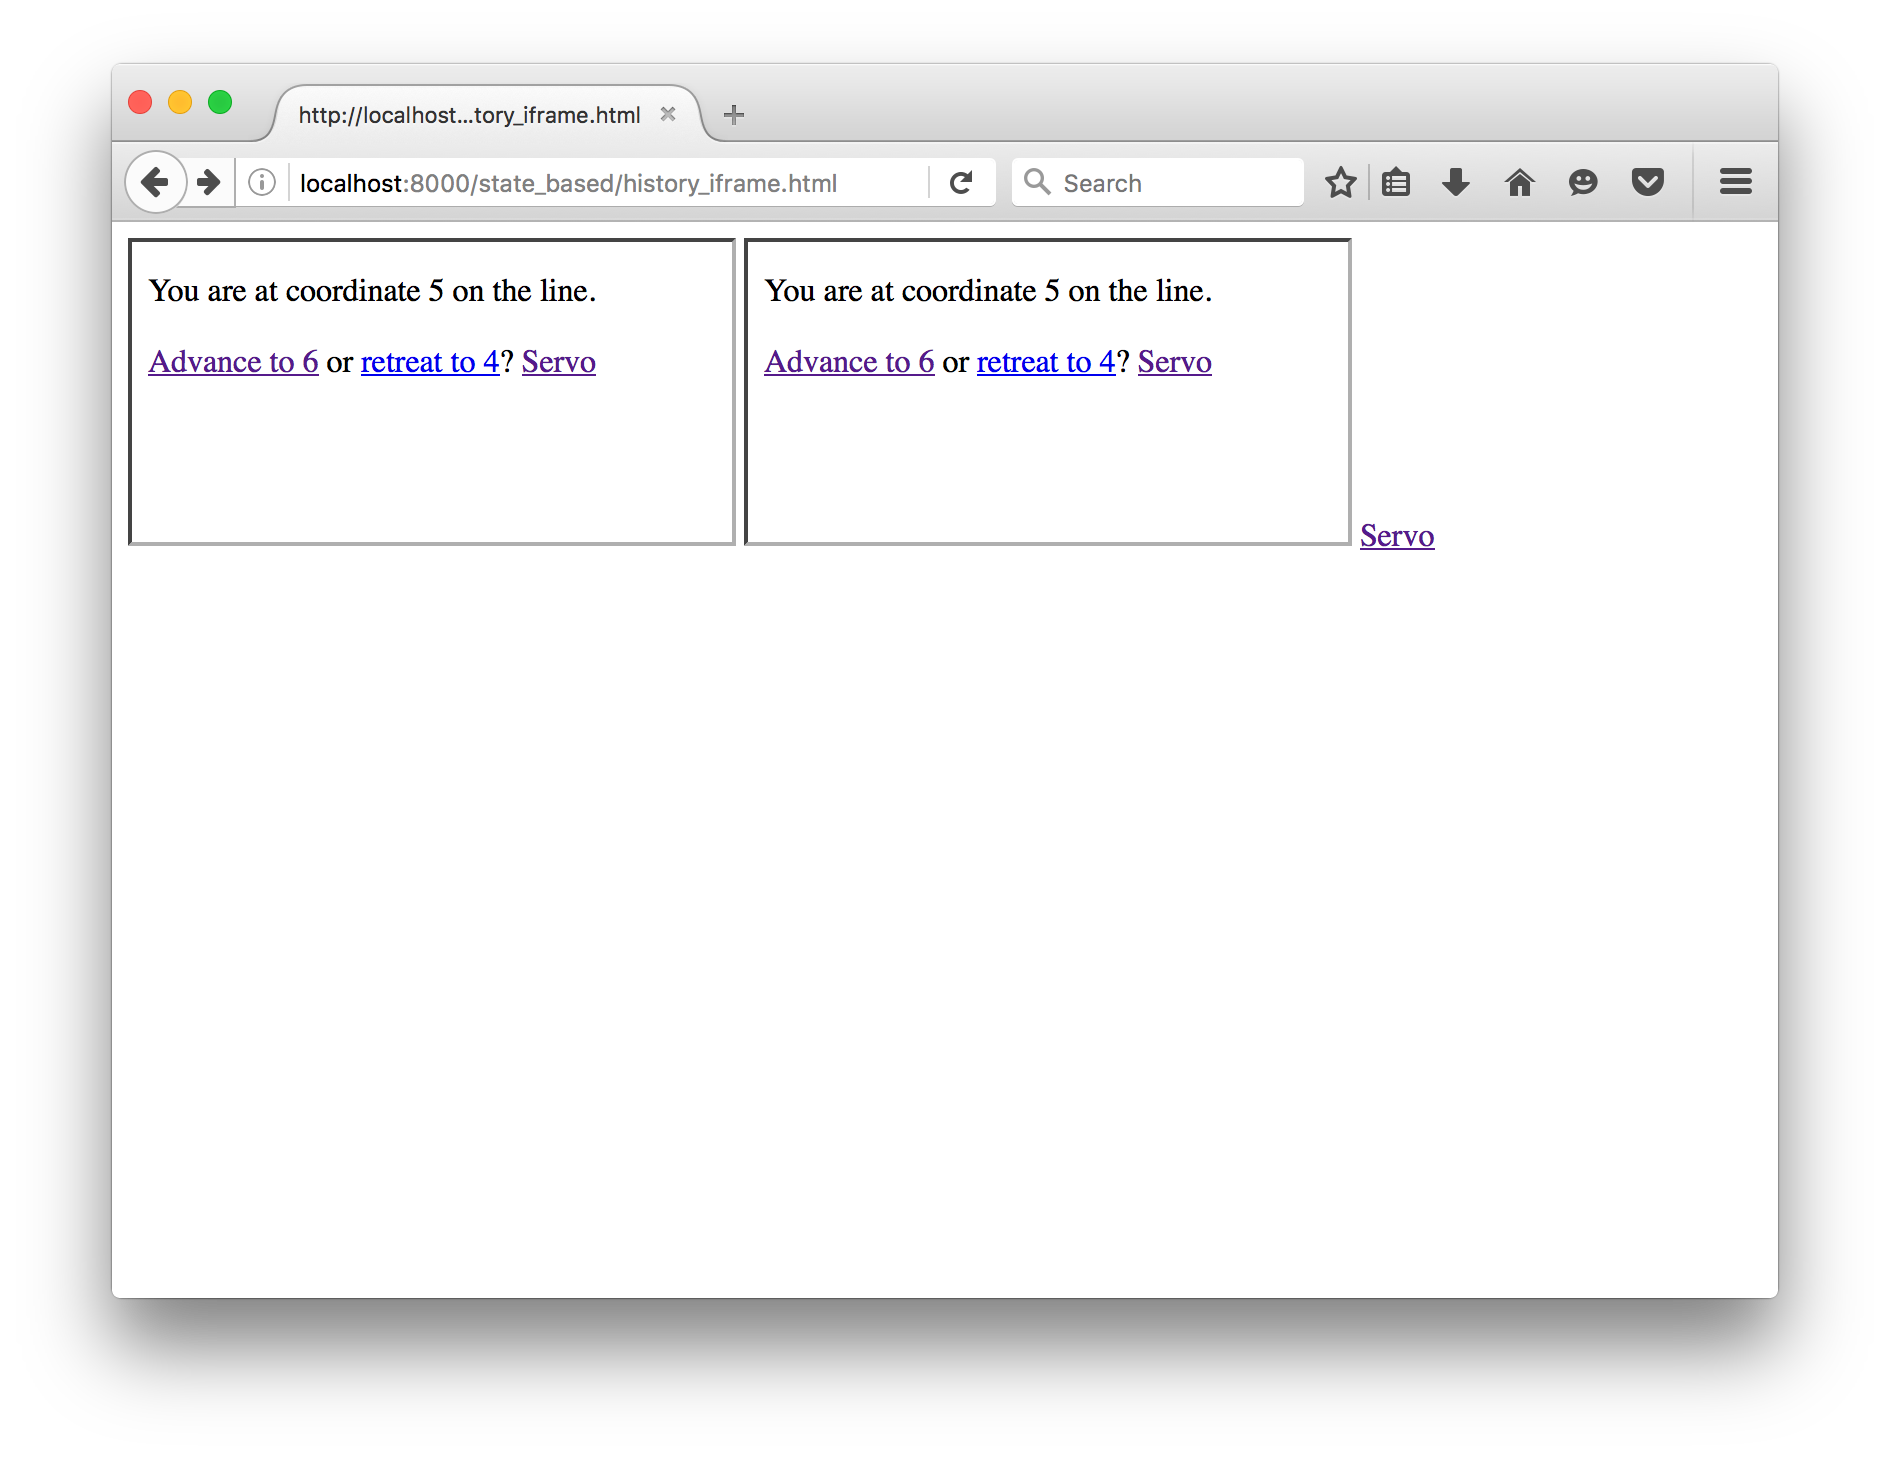 http://localhost...tory_iframe.html
localhost:8000/state_based/history_iframe.html
Search
You are at coordinate 5 on the line.
Advance to 6 or retreat to 4? Servo
You are at coordinate 5 on the line.
Advance to 6 or retreat to 4? Servo
Servo